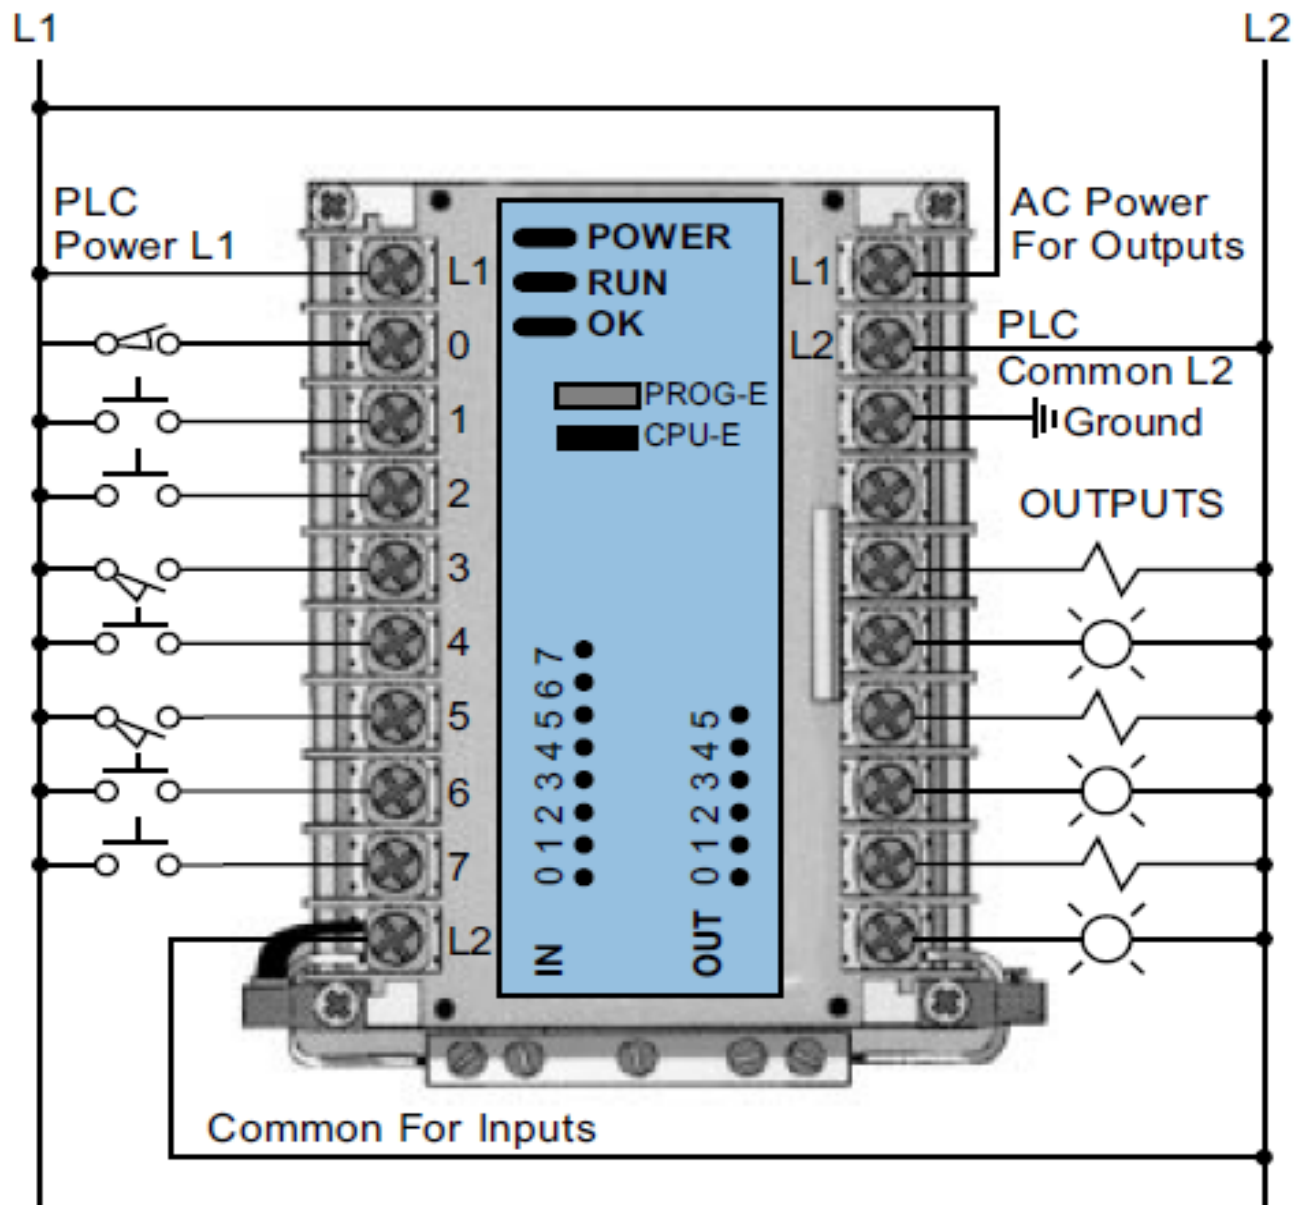 L1
L2
PLC
Power L1
AC Power
For Outputs
PLC
Common L2
Ground
OUTPUTS
L1
0
1
2
3
4
5
6
7
L2
POWER
RUN
OK
PROG-E
CPU-E
L1
L2
IN 0 1 2 3 4 5 6 7
OUT 0 1 2 3 4 5
Common For Inputs